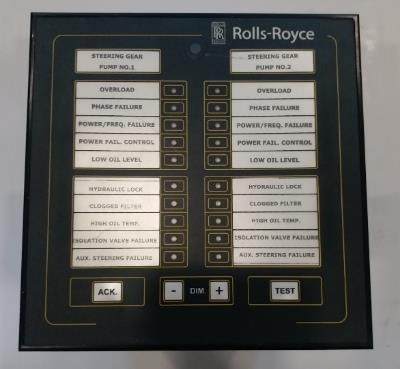 RR Rolls-Royce
STEERING GEAR
PUMP NO.1
STEERING GEAR
PUMP NO.2
OVERLOAD
PHASE FAILURE
POWER/FREQ. FAILURE
POWER FAIL. CONTROL
LOW OIL LEVEL
OVERLOAD
PHASE FAILURE
POWER/FREQ. FAILURE
POWER FAIL. CONTROL
LOW OIL LEVEL
HYDRAULIC LOCK
CLOGGED FILTER
HIGH OIL TEMP.
ISOLATION VALVE FAILURE
AUX. STEERING FAILURE
HYDRAULIC LOCK
CLOGGED FILTER
HIGH OIL TEMP.
ISOLATION VALVE FAILURE
AUX. STEERING FAILURE
ACK. - DIM. + TEST